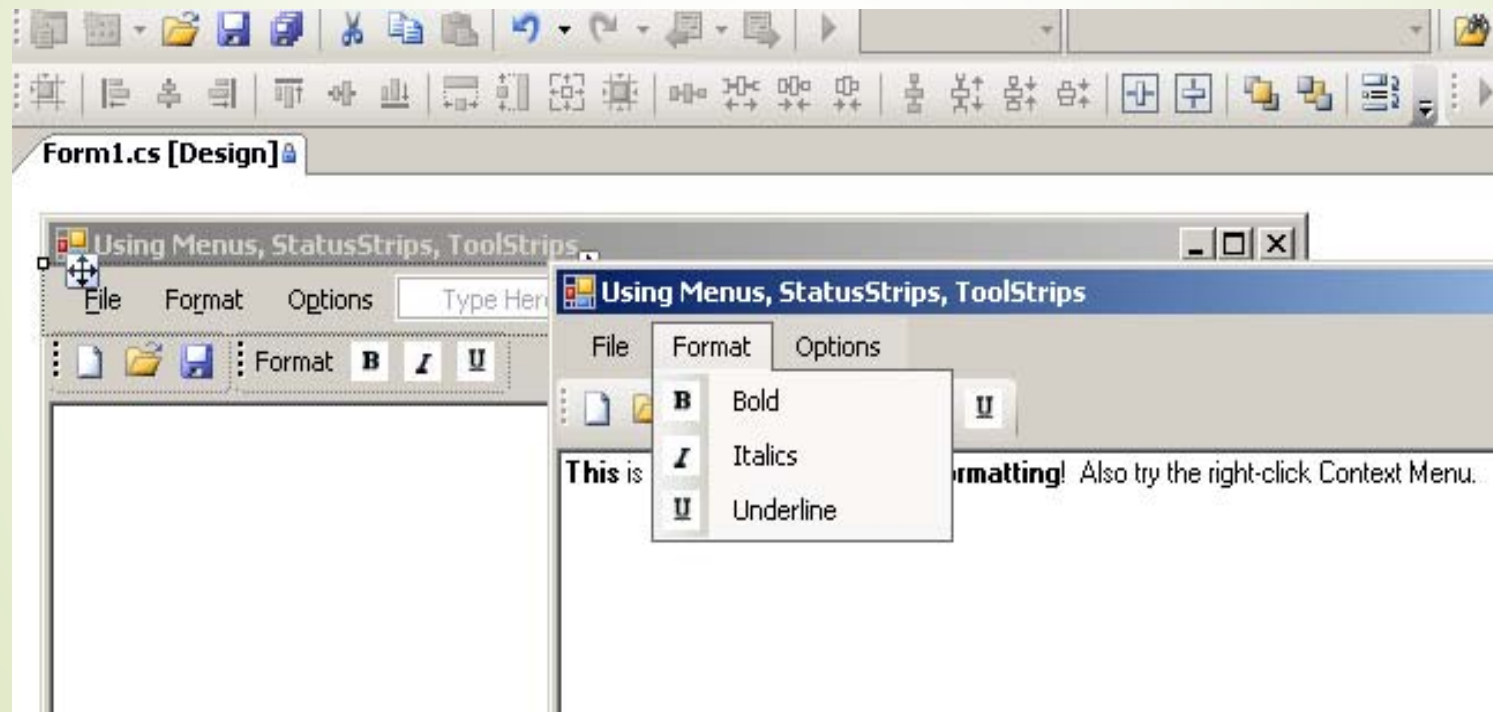 Form1.cs [Design]
Using Menus, StatusStrips, ToolStrips
File Format Options Type Here
Format B I U
Using Menus, StatusStrips, ToolStrips
File Format Options
B Bold
U
I Italics
This is rmatting! Also try the right-click Context Menu.
U Underline